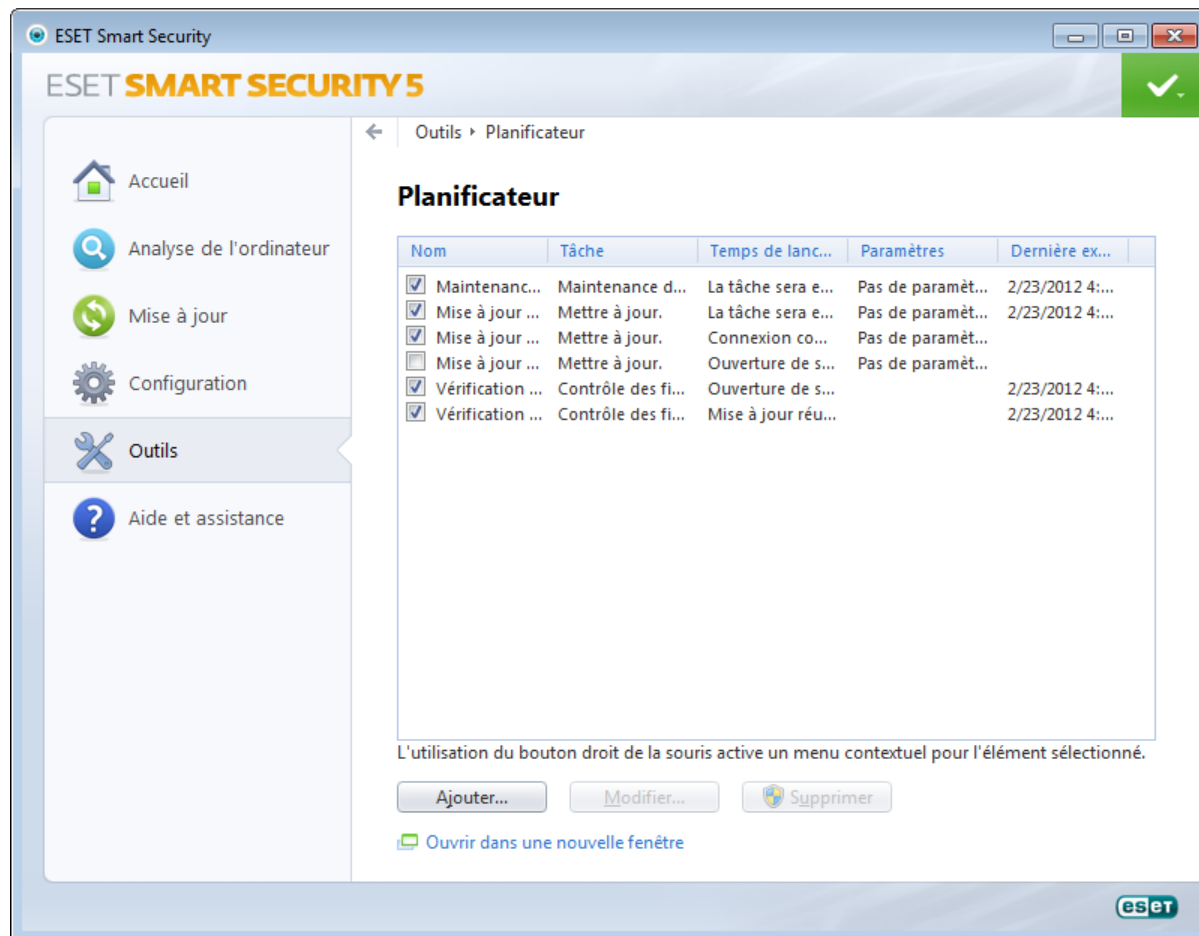 ESET Smart Security
ESET SMART SECURITY 5
Outils ‣ Planificateur
Accueil
Analyse de l'ordinateur
Mise à jour
Configuration
Outils
Aide et assistance
Planificateur
Nom Tâche Temps de lanc... Paramètres Dernière ex...
Maintenanc... Maintenance d... La tâche sera e... Pas de paramèt... 2/23/2012 4:...
Mise à jour ... Mettre à jour. La tâche sera e... Pas de paramèt... 2/23/2012 4:...
Mise à jour ... Mettre à jour. Connexion co... Pas de paramèt...
Mise à jour ... Mettre à jour. Ouverture de s... Pas de paramèt...
Vérification ... Contrôle des fi... Ouverture de s... 2/23/2012 4:...
Vérification ... Contrôle des fi... Mise à jour réu... 2/23/2012 4:...
L'utilisation du bouton droit de la souris active un menu contextuel pour l'élément sélectionné.
Ajouter... Modifier... Supprimer
Ouvrir dans une nouvelle fenêtre
eset